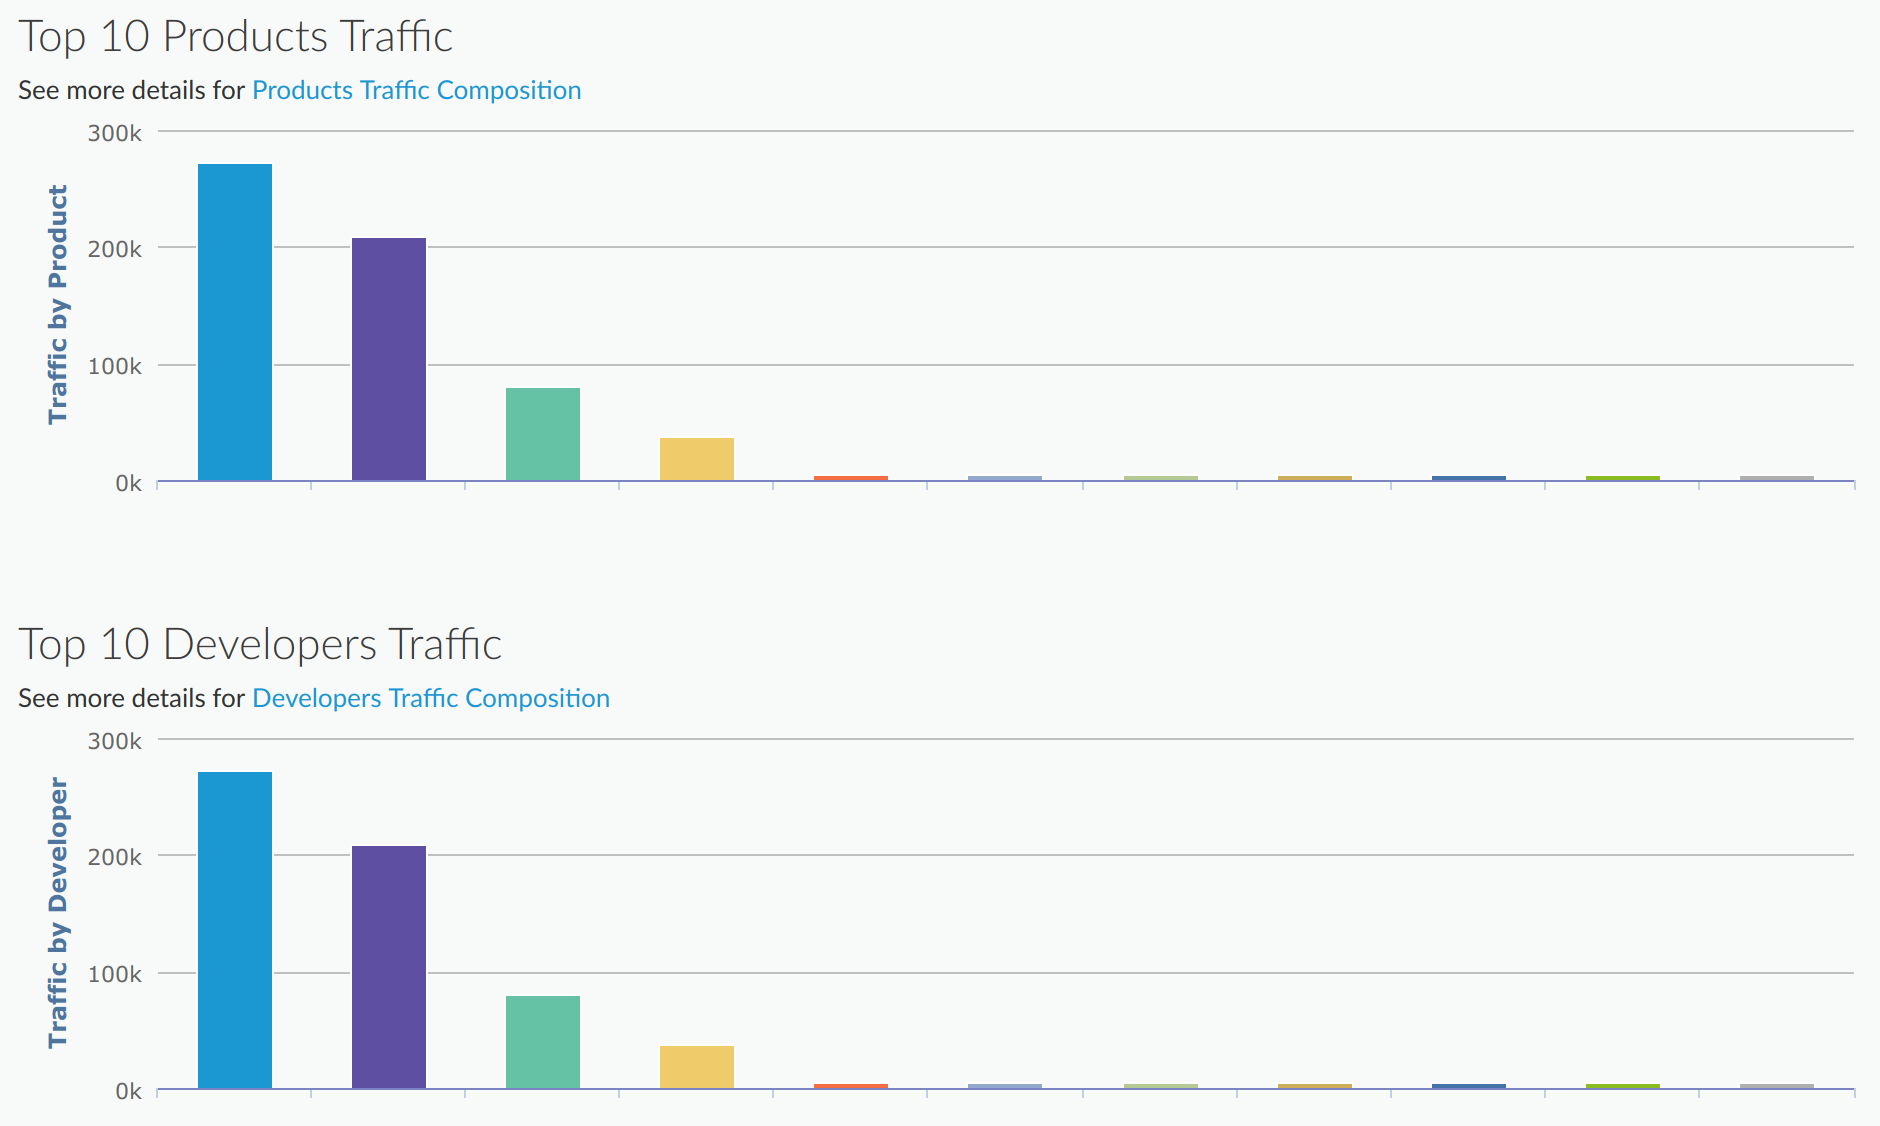 Top 10 Products Traffic
See more details for Products Traffic Composition
300k
200k
100k
0k
Traffic by Product
Top 10 Developers Traffic
See more details for Developers Traffic Composition
300k
200k
100k
0k
Traffic by Developer